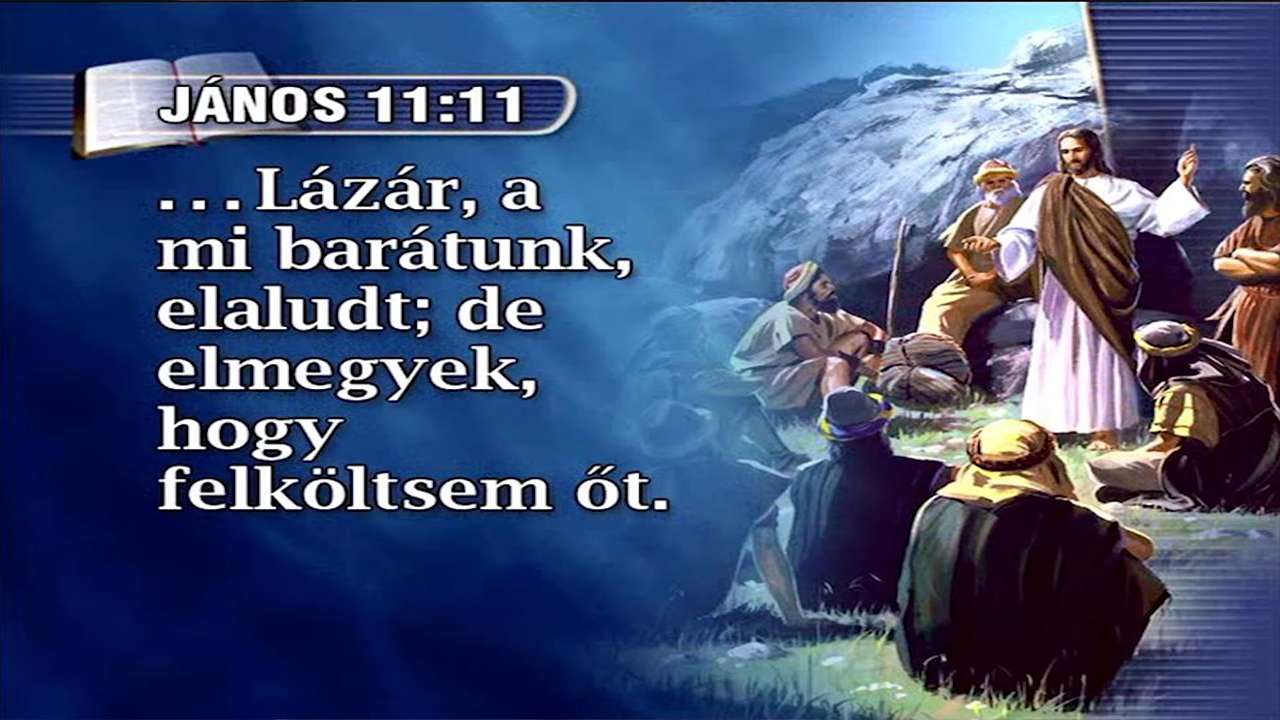 JÁNOS 11:11
...Lázár, a
mi barátunk,
elaludt; de
elmegyek,
hogy
felköltsem őt.